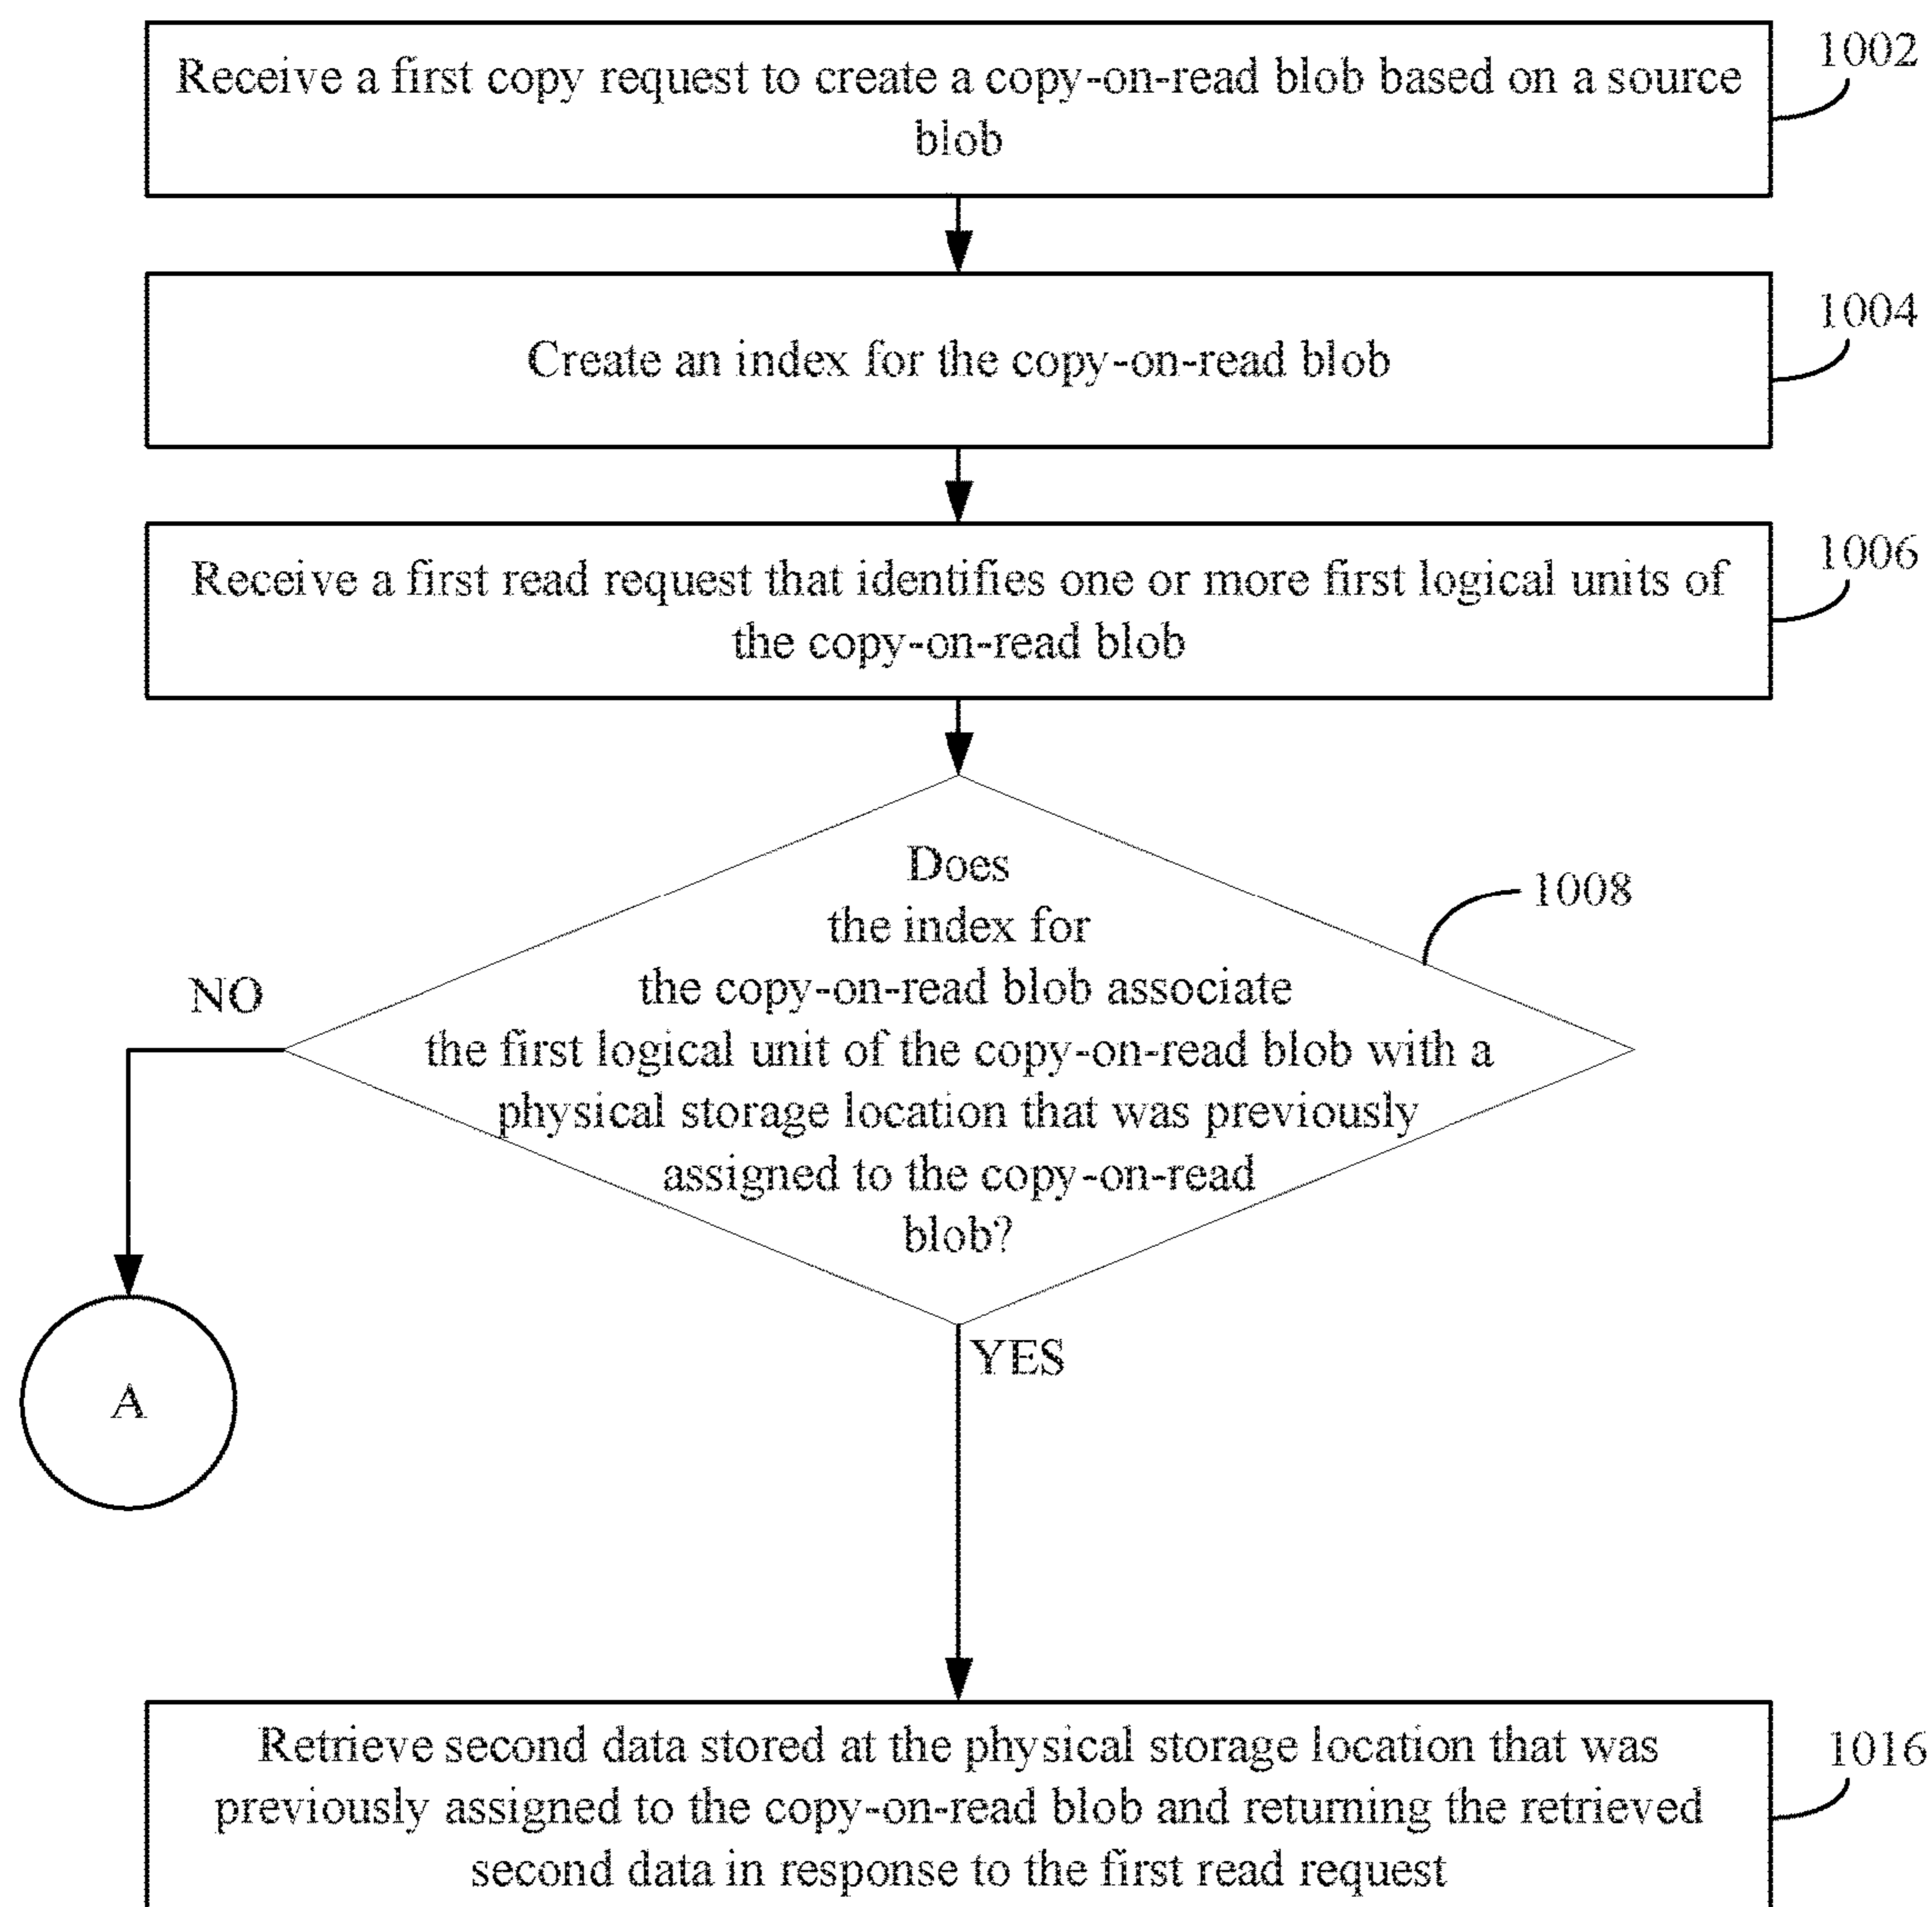 Receive a first copy request to create a copy-on-read blob based on a source
blob
1002
Create an index for the copy-on-read blob
1004
Receive a first read request that identifies one or more first logical units of
the copy-on-read blob
1006
Does
the index for
the copy-on-read blob associate
the first logical unit of the copy-on-read blob with a
physical storage location that was previously
assigned to the copy-on-read
blob?
1008
NO
A
YES
Retrieve second data stored at the physical storage location that was
previously assigned to the copy-on-read blob and returning the retrieved
second data in response to the first read request
1016